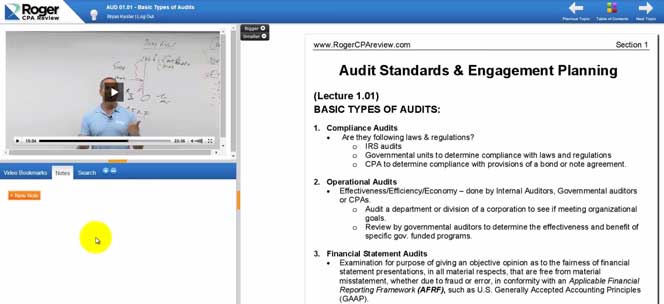 Roger
CPA Review
AUD 01.01 - Basic Types of Audits
| Log Out
Previous Topic
Table of Contents
Next Topic
Bigger
Smaller
Video Bookmarks
Notes
Search
+ New Note
www.RogerCPAreview.com Section 1
Audit Standards & Engagement Planning
(Lecture 1.01)
BASIC TYPES OF AUDITS:
1. Compliance Audits
• Are they following laws & regulations?
o IRS audits
o Governmental units to determine compliance with laws and regulations
o CPA to determine compliance with provisions of a bond or note agreement.
2. Operational Audits
• Effectiveness/Efficiency/Economy – done by Internal Auditors, Governmental auditors
or CPAs.
o Audit a department or division of a corporation to see if meeting organizational
goals.
o Review by governmental auditors to determine the effectiveness and benefit of
specific gov. funded programs.
3. Financial Statement Audits
• Examination for purpose of giving an objective opinion as to the fairness of financial
statement presentations, in all material respects, that are free from material
misstatement, whether due to fraud or error, in conformity with an Applicable Financial
Reporting Framework (AFRF), such as U.S. Generally Accepted Accounting Principles
(GAAP).